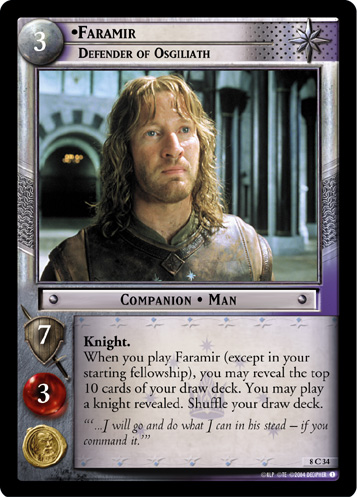 3
•Faramir
Defender of Osgiliath
Companion • Man
7
3
Knight.
When you play Faramir (except in your
starting fellowship), you may reveal the top
10 cards of your draw deck. You may play
a knight revealed. Shuffle your draw deck.
“‘...I will go and do what I can in his stead – if you
command it.’”
8 C 34